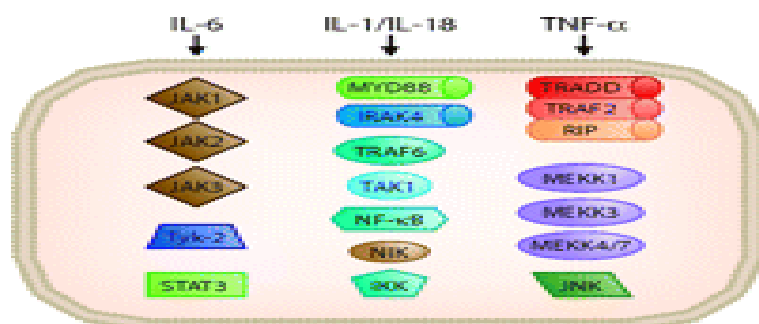 IL-6
IL-1/IL-18
TNF-α
JAK1
JAK2
JAK3
Tyk-2
STAT3
MYD88
IRAK4
TRAF6
TAK1
NF-κB
NIK
IKK
TRADD
TRAF2
RIP
MEKK1
MEKK3
MEKK4/7
JNK